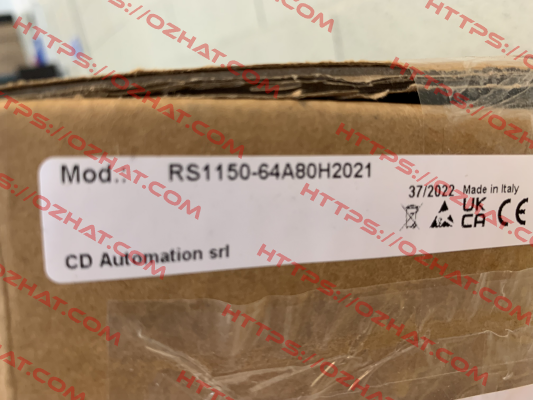 Mod..: RS1150-64A80H2021
37/2022 Made in Italy
UK
CA CE
CD Automation srl
HTTPS://OZHAT.COM